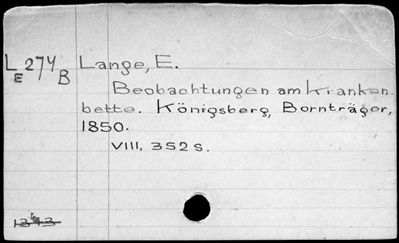 L E 274 B Lange, E.
Beobachtungen am Kranken
bette. Königsberg, Bornträger,
1850.
VIII, 352 s.